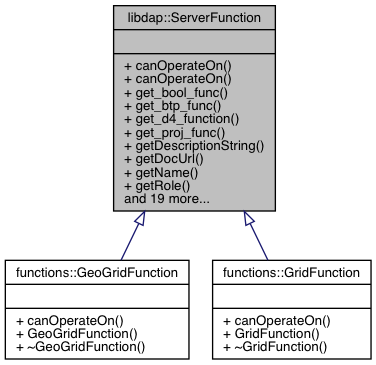 libdap::ServerFunction
+ canOperateOn()
+ canOperateOn()
+ get_bool_func()
+ get_btp_func()
+ get_d4_function()
+ get_proj_func()
+ getDescriptionString()
+ getDocUrl()
+ getName()
+ getRole()
and 19 more...
functions::GeoGridFunction
+ canOperateOn()
+ GeoGridFunction()
+ ~GeoGridFunction()
functions::GridFunction
+ canOperateOn()
+ GridFunction()
+ ~GridFunction()